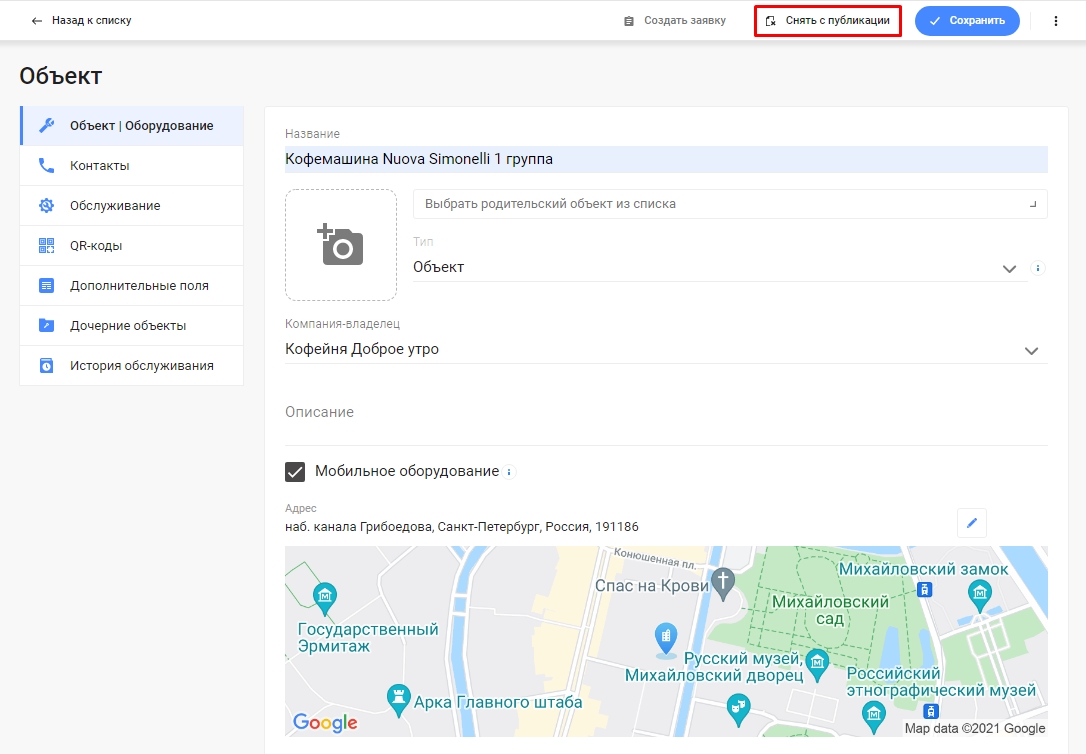 Назад к списку
Создать заявку
Снять с публикации
Сохранить
Объект
Объект | Оборудование
Контакты
Обслуживание
QR-коды
Дополнительные поля
Дочерние объекты
История обслуживания
Название
Кофемашина Nuova Simonelli 1 группа
Выбрать родительский объект из списка
Тип
Объект
Компания-владелец
Кофейня Доброе утро
Описание
Мобильное оборудование
Адрес
наб. канала Грибоедова, Санкт-Петербург, Россия, 191186
Конюшенная пл.
Спас на Крови
Михайловский замок
Михайловский
сад
Государственный
Эрмитаж
Русский музей,
Михайловский дворец
Российский
этнографический музей
Арка Главного штаба
Google
Map data ©2021 Google